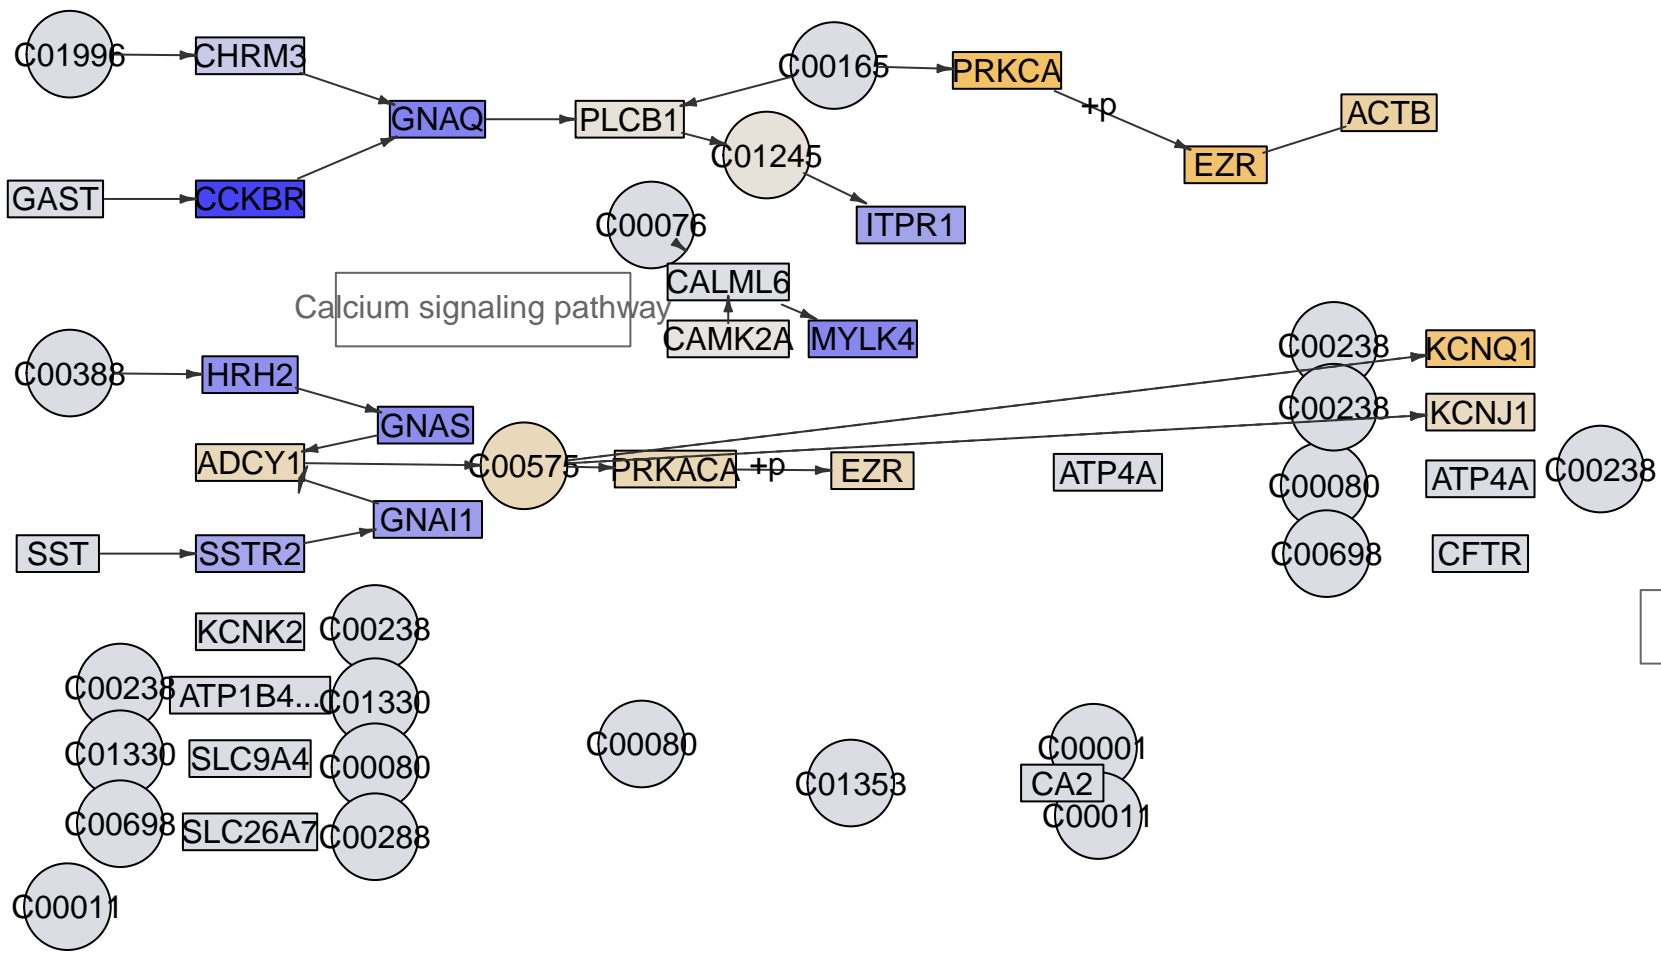 C01996
CHRM3
C00165
PRKCA
+p
ACTB
GNAQ
PLCB1
C01245
EZR
GAST
CCKBR
C00076
ITPR1
CALML6
Calcium signaling pathway
CAMK2A
MYLK4
C00238
KCNQ1
C00388
HRH2
C00238
KCNJ1
GNAS
ADCY1
C00575
PRKACA
+p
EZR
ATP4A
C00080
ATP4A
C00238
GNAI1
SST
SSTR2
C00698
CFTR
KCNK2
C00238
C00238
ATP1B4...
C01330
C01330
SLC9A4
C00080
C00080
C01353
C00001
CA2
C00011
C00698
SLC26A7
C00288
C00011